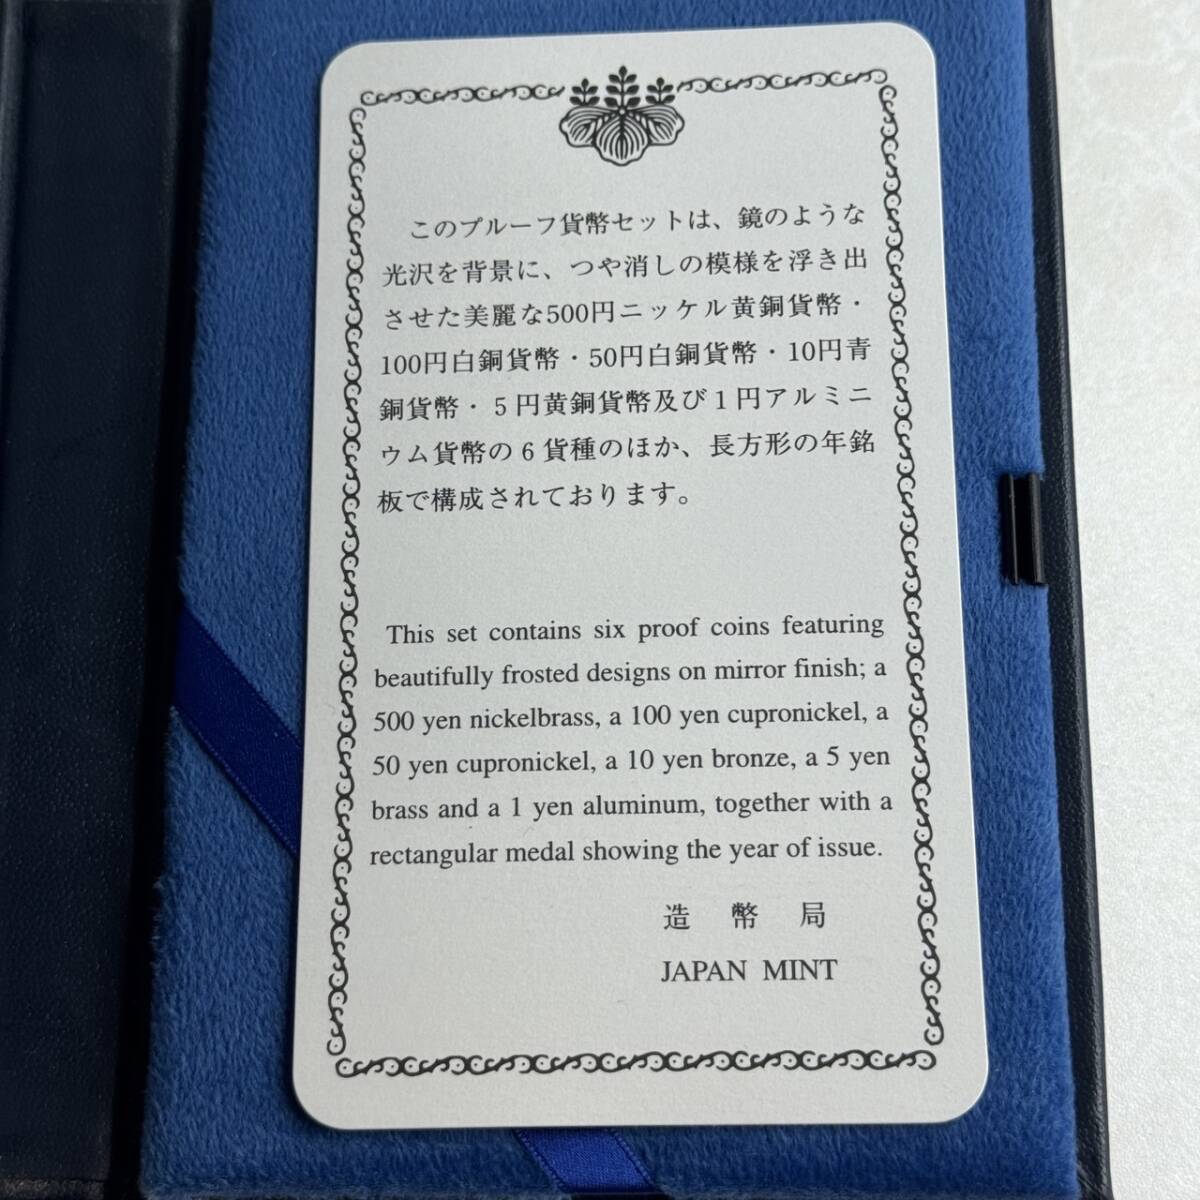 このプルーフ貨幣セットは、鏡のような
光沢を背景に、つや消しの模様を浮き出
させた美麗な500円ニッケル黄銅貨幣・
100円白銅貨幣・50円白銅貨幣・10円青
銅貨幣・5円黄銅貨幣及び1円アルミニ
ウム貨幣の6貨種のほか、長方形の年銘
板で構成されております。
This set contains six proof coins featuring
beautifully frosted designs on mirror finish; a
500 yen nickelbrass, a 100 yen cupronickel, a
50 yen cupronickel, a 10 yen bronze, a 5 yen
brass and a 1 yen aluminum, together with a
rectangular medal showing the year of issue.
造幣局
JAPAN MINT